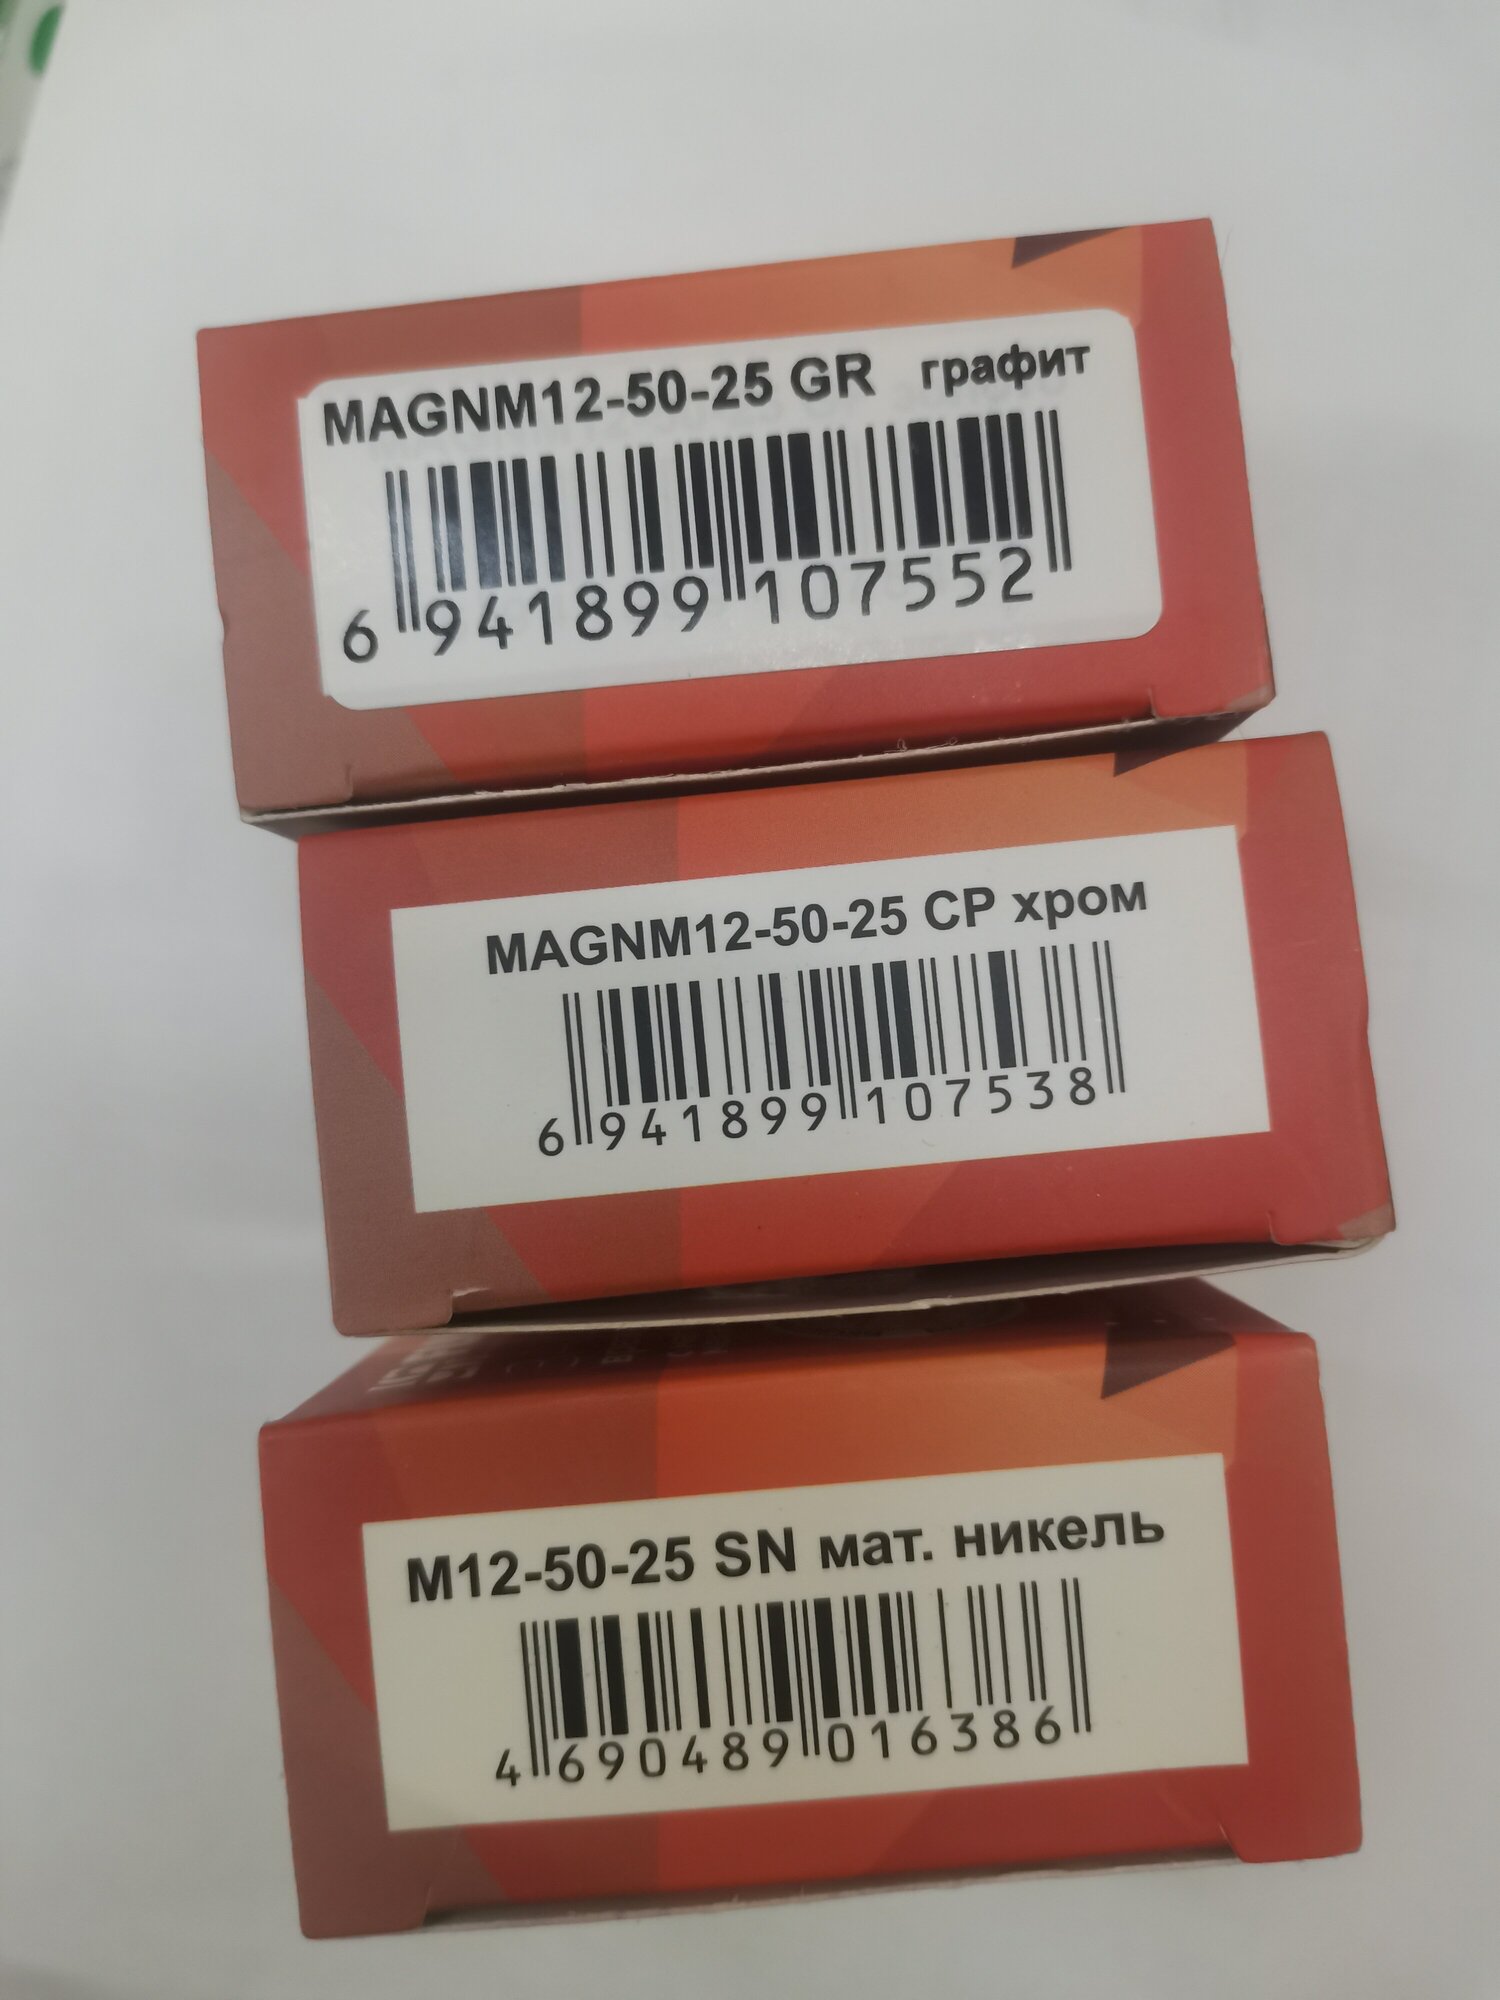 MAGNM12-50-25 GR графит
6 941899 107552
MAGNM12-50-25 CP хром
6 941899 107538
M12-50-25 SN мат. никель
4 690489 016386